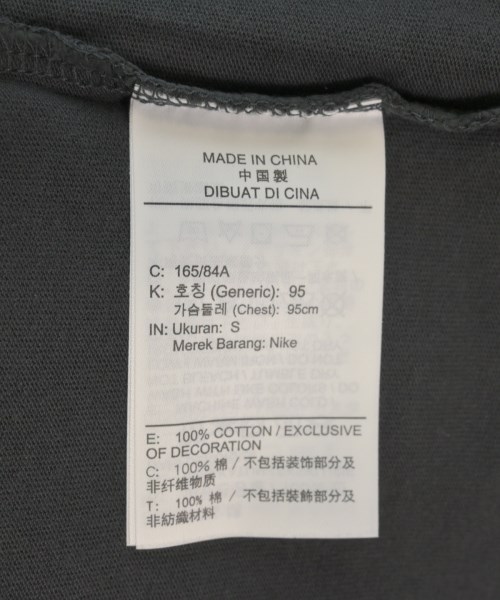 MADE IN CHINA
中国製
DIBUAT DI CINA
C: 165/84A
K: 호칭 (Generic): 95
가슴둘레 (Chest): 95cm
IN: Ukuran: S
Merek Barang: Nike
E: 100% COTTON / EXCLUSIVE
OF DECORATION
C: 100% 棉 / 不包括装饰部分及
非纤维物质
T: 100% 棉 / 不包括裝飾部分及
非紡織材料